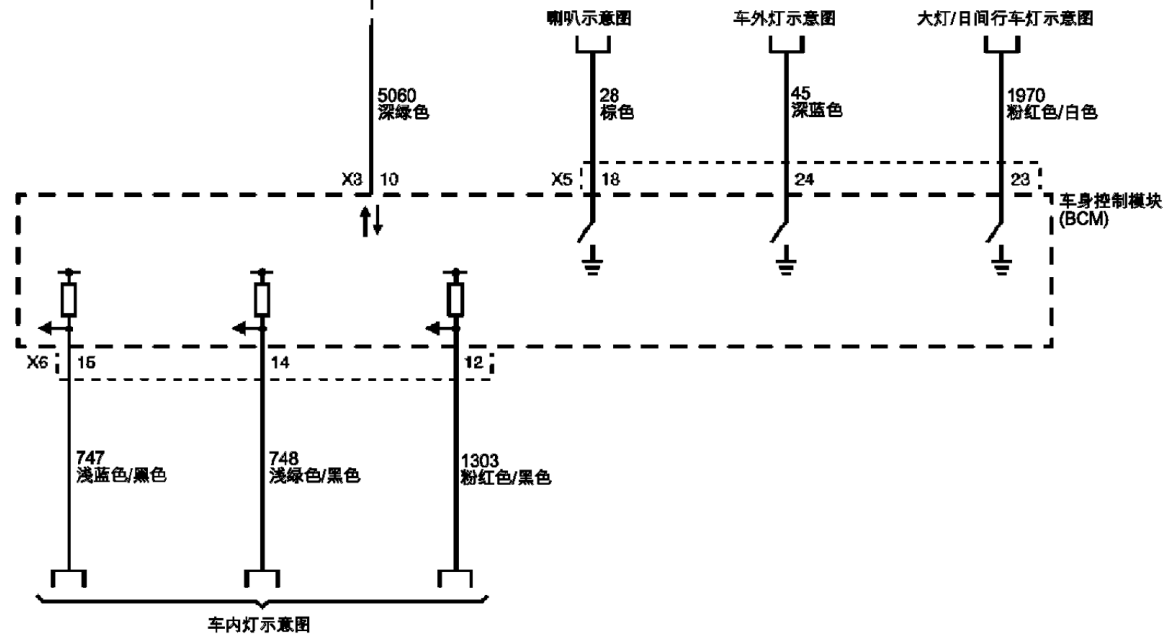 喇叭示意图
车外灯示意图
大灯/日间行车灯示意图
5060
深绿色
28
棕色
45
深蓝色
1970
粉红色/白色
X3 10
X5 18
24
23
车身控制模块
(BCM)
X6 15
14
12
747
浅蓝色/黑色
748
浅绿色/黑色
1303
粉红色/黑色
车内灯示意图